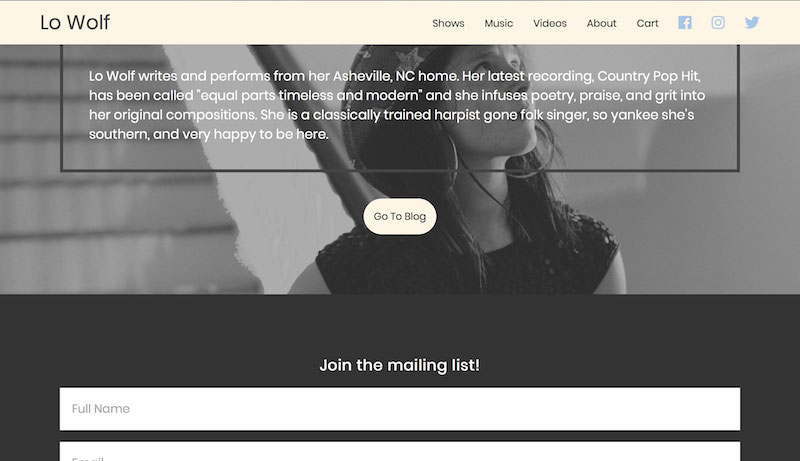 Lo Wolf
Shows Music Videos About Cart
Lo Wolf writes and performs from her Asheville, NC home. Her latest recording, Country Pop Hit,
has been called "equal parts timeless and modern" and she infuses poetry, praise, and grit into
her original compositions. She is a classically trained harpist gone folk singer, so yankee she's
southern, and very happy to be here.
Go To Blog
Join the mailing list!
Full Name
Email